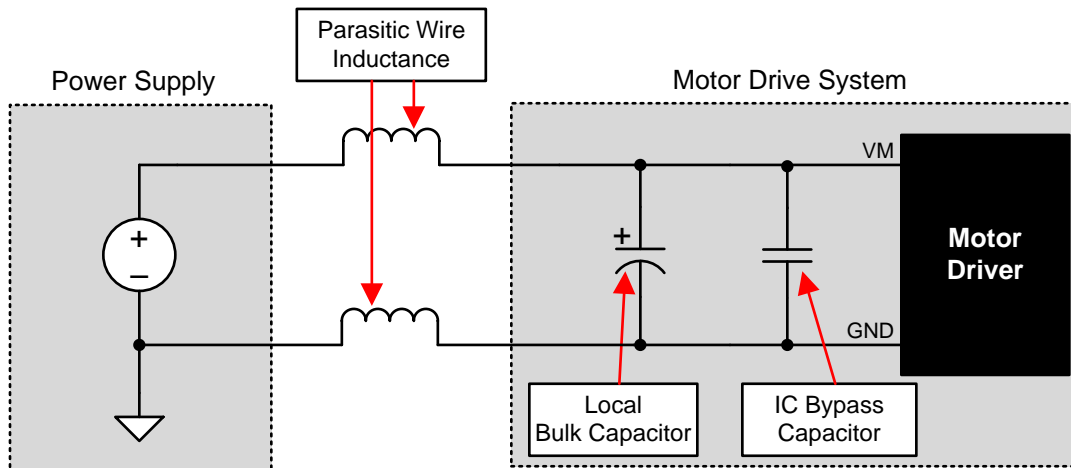 Parasitic Wire
Inductance
Power Supply
Motor Drive System
VM
+
–
+
Motor
Driver
GND
Local
Bulk Capacitor
IC Bypass
Capacitor